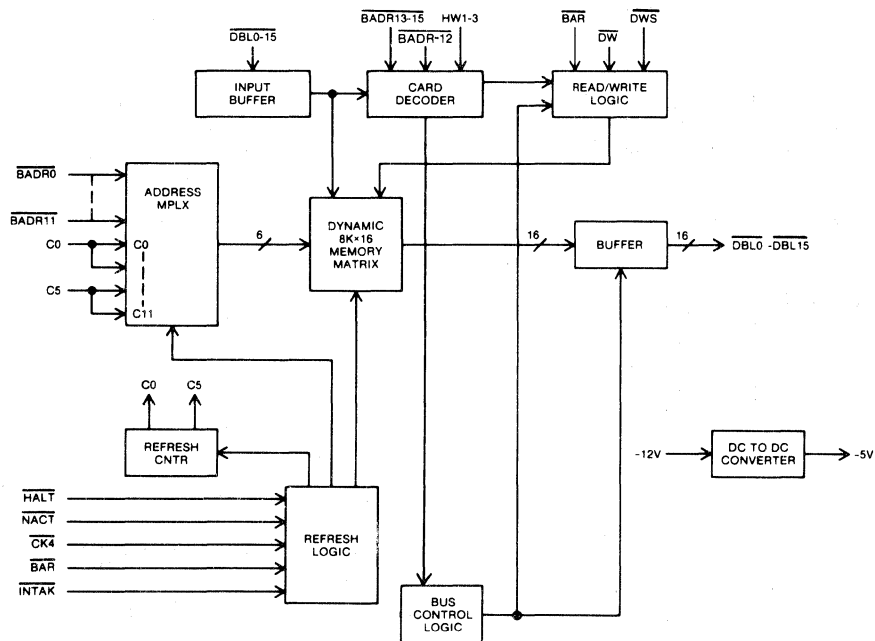 BADR13-15 HW1-3 BAR DWS
DBL0-15 BADR-12 DW
INPUT
BUFFER
CARD
DECODER
READ/WRITE
LOGIC
BADR0
ADDRESS
MPLX
BADR11
C0
C0
C5
C11
6
DYNAMIC
8K×16
MEMORY
MATRIX
16
BUFFER
16
DBL0 -DBL15
C0 C5
REFRESH
CNTR
-12V
DC TO DC
CONVERTER
-5V
HALT
NACT
CK4
BAR
INTAK
REFRESH
LOGIC
BUS
CONTROL
LOGIC